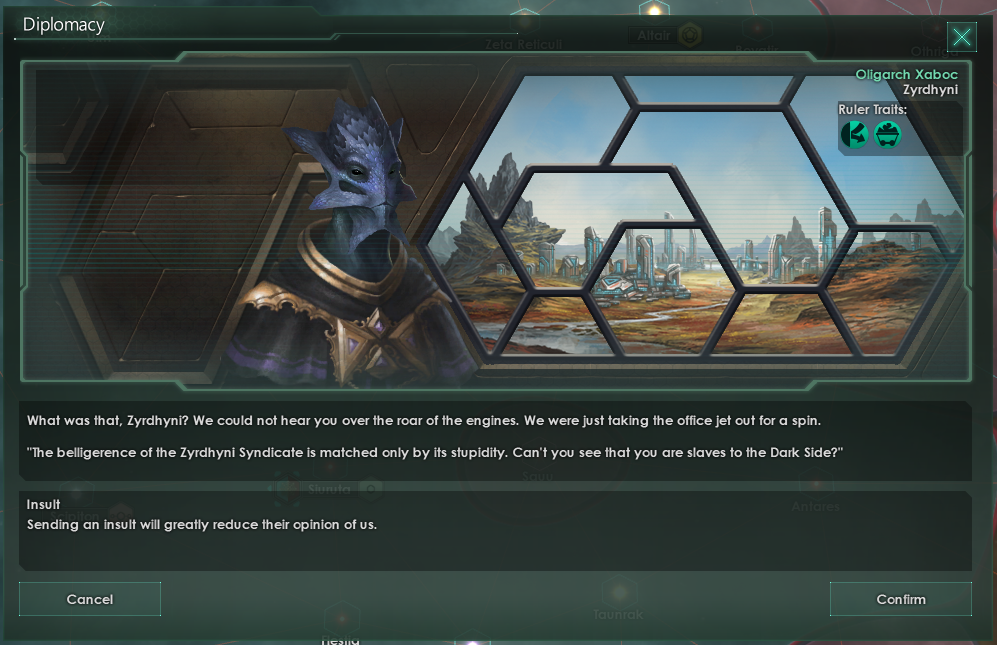 Diplomacy
Zeta Reticuli
Altair
Oligarch Xaboc
Zyrdhyni
Ruler Traits:
What was that, Zyrdhyni? We could not hear you over the roar of the engines. We were just taking the office jet out for a spin.
"The belligerence of the Zyrdhyni Syndicate is matched only by its stupidity. Can't you see that you are slaves to the Dark Side?"
Sirruta
Insult
Sending an insult will greatly reduce their opinion of us.
Antares
Cancel
Confirm
Taunrak
Hestia